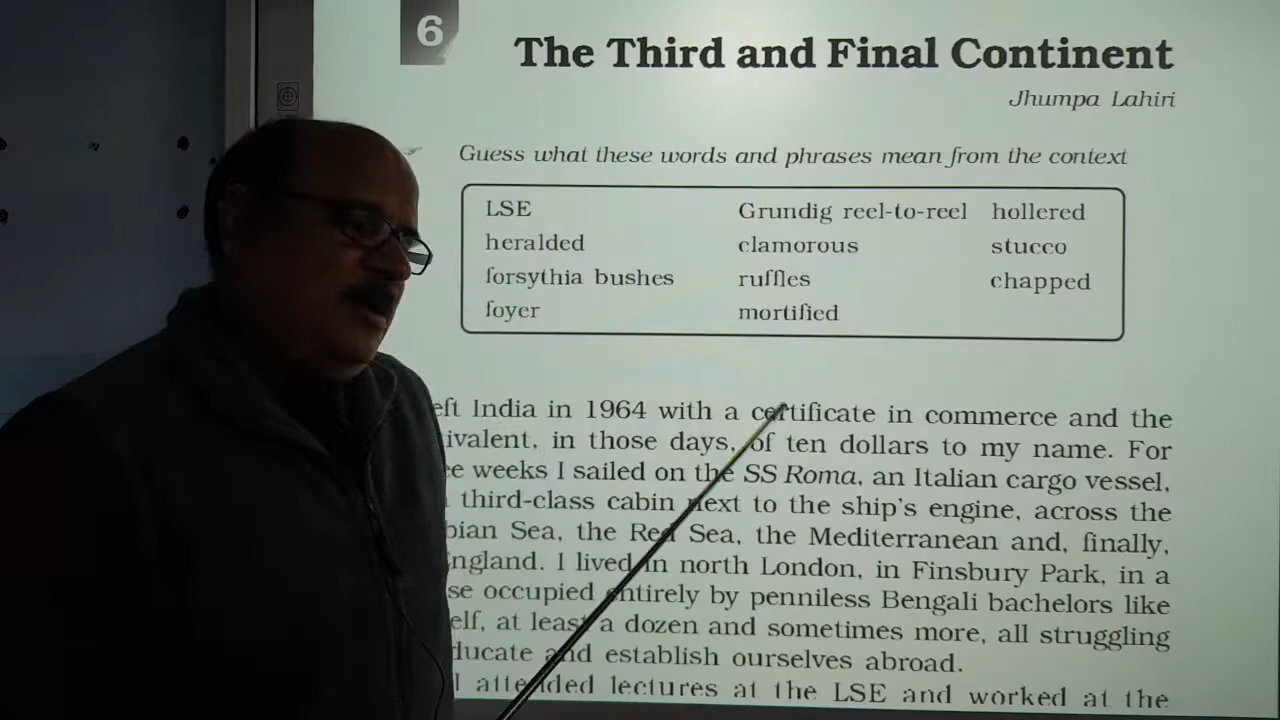 6
The Third and Final Continent
Jhumpa Lahiri
Guess what these words and phrases mean from the context
LSE Grundig reel-to-reel hollered
heralded clamorous stucco
forsythia bushes ruffles chapped
foyer mortified
eft India in 1964 with a certificate in commerce and the
ivalent, in those days, of ten dollars to my name. For
ee weeks I sailed on the SS Roma, an Italian cargo vessel,
third-class cabin next to the ship's engine, across the
bian Sea, the Red Sea, the Mediterranean and, finally,
ngland. I lived in north London, in Finsbury Park, in a
se occupied entirely by penniless Bengali bachelors like
elf, at least a dozen and sometimes more, all struggling
ducate and establish ourselves abroad.
I attended lectures at the LSE and worked at the